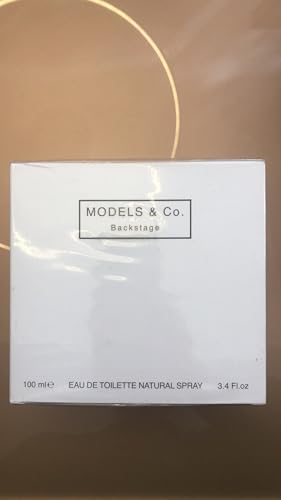 MODELS & Co.
Backstage
100 ml℮ EAU DE TOILETTE NATURAL SPRAY 3.4 Fl.oz